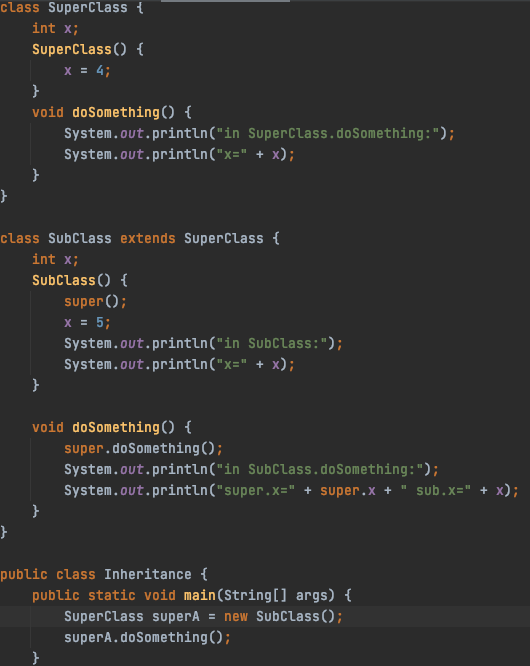 class SuperClass {
    int x;
    SuperClass() {
        x = 4;
    }
    void doSomething() {
        System.out.println("in SuperClass.doSomething:");
        System.out.println("x=" + x);
    }
}
class SubClass extends SuperClass {
    int x;
    SubClass() {
        super();
        x = 5;
        System.out.println("in SubClass:");
        System.out.println("x=" + x);
    }
    void doSomething() {
        super.doSomething();
        System.out.println("in SubClass.doSomething:");
        System.out.println("super.x=" + super.x + " sub.x=" + x);
    }
}
public class Inheritance {
    public static void main(String[] args) {
        SuperClass superA = new SubClass();
        superA.doSomething();
    }